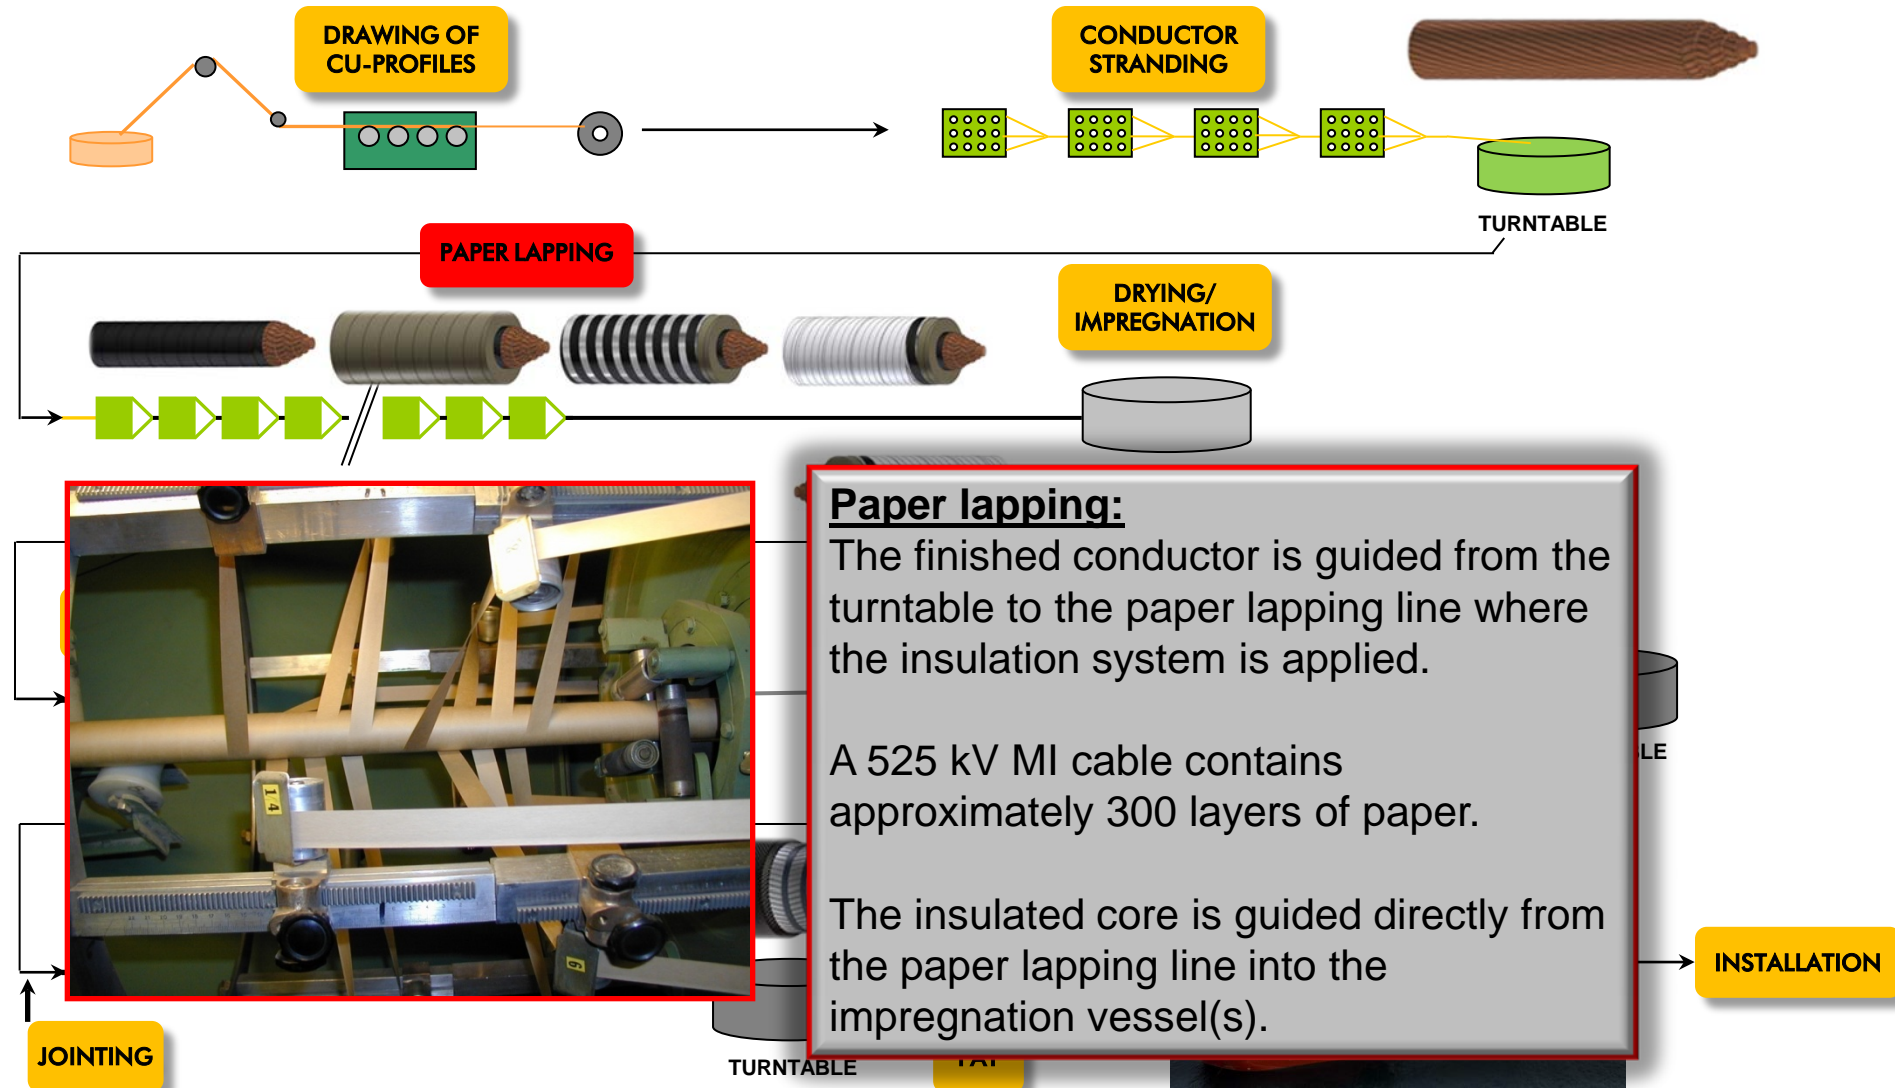 DRAWING OF
CU-PROFILES
CONDUCTOR
STRANDING
TURNTABLE
PAPER LAPPING
DRYING/
IMPREGNATION
Paper lapping:
The finished conductor is guided from the
turntable to the paper lapping line where
the insulation system is applied.
A 525 kV MI cable contains
approximately 300 layers of paper.
The insulated core is guided directly from
the paper lapping line into the
impregnation vessel(s).
14
9
INSTALLATION
JOINTING
TURNTABLE